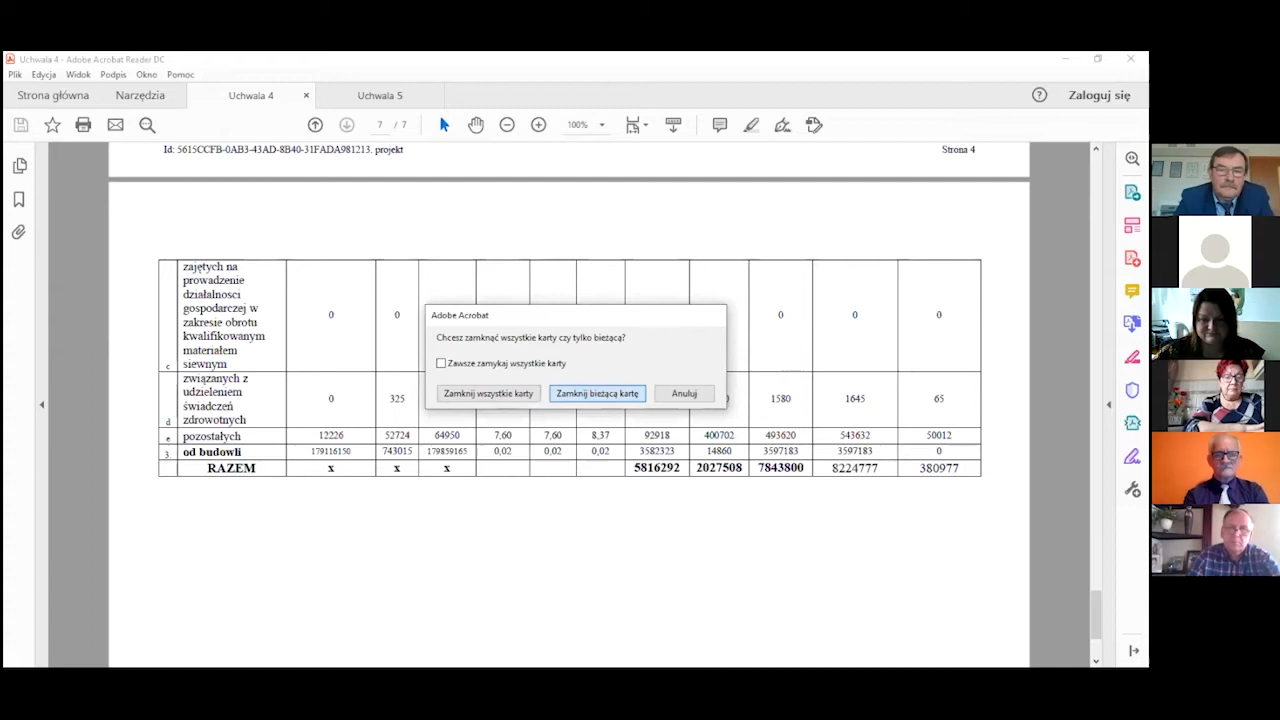 Uchwala 4 - Adobe Acrobat Reader DC
Plik Edycja Widok Podpis Okno Pomoc
Strona główna Narzędzia Uchwala 4 × Uchwala 5 Zaloguj się
7 / 7 100%
Id: 5615CCFB-0AB3-43AD-8B40-31FADA981213. projekt Strona 4
zajętych na
prowadzenie
działalnosci
gospodarczej w
zakresie obrotu
kwalifikowanym
materiałem
siewnym
c 0 0 0 0 0
Adobe Acrobat
Chcesz zamknąć wszystkie karty czy tylko bieżącą?
Zawsze zamykaj wszystkie karty
Zamknij wszystkie karty Zamknij bieżącą kartę Anuluj
związanych z
udzieleniem
świadczeń
zdrowotnych
d 0 325 1580 1645 65
e pozostałych 12226 52724 64950 7,60 7,60 8,37 92918 400702 493620 543632 50012
3. od budowli 179116150 743015 179859165 0,02 0,02 0,02 3582323 14860 3597183 3597183 0
RAZEM x x x 5816292 2027508 7843800 8224777 380977